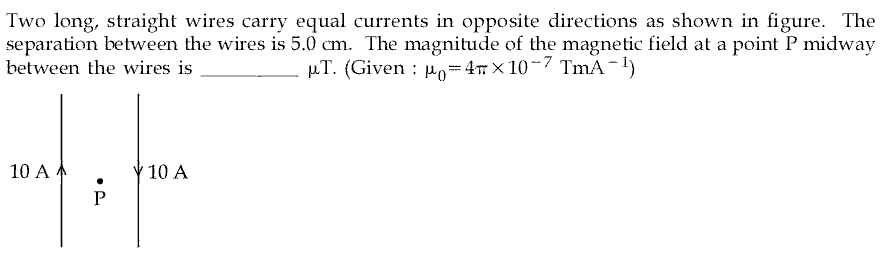 Two long, straight wires carry equal currents in opposite directions as shown in figure. The
separation between the wires is 5.0 cm. The magnitude of the magnetic field at a point P midway
between the wires is __________ μT. (Given : μ₀=4π×10⁻⁷ TmA⁻¹)
10 A
10 A
P